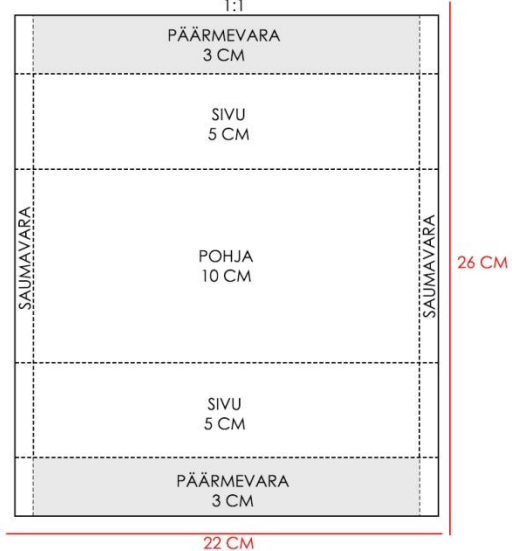 1:1
PÄÄRMEVARA
3 CM
SIVU
5 CM
SAUMAVARA
POHJA
10 CM
SAUMAVARA
26 CM
SIVU
5 CM
PÄÄRMEVARA
3 CM
22 CM